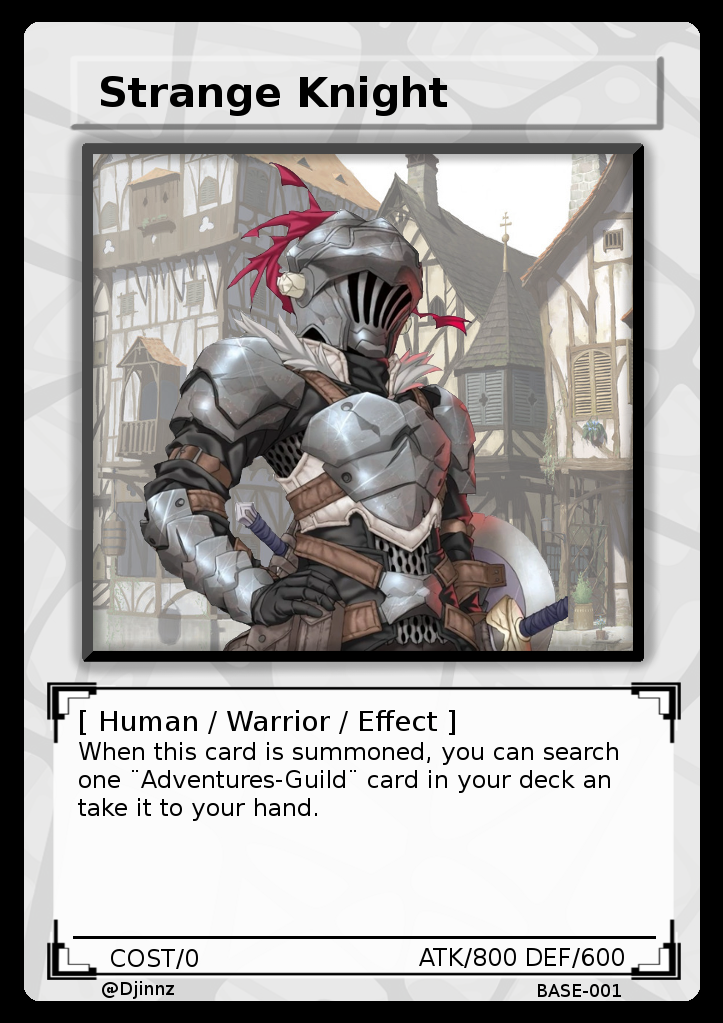 Strange Knight
[ Human / Warrior / Effect ]
When this card is summoned, you can search
one ¨Adventures-Guild¨ card in your deck an
take it to your hand.
COST/0 ATK/800 DEF/600
@Djinnz BASE-001